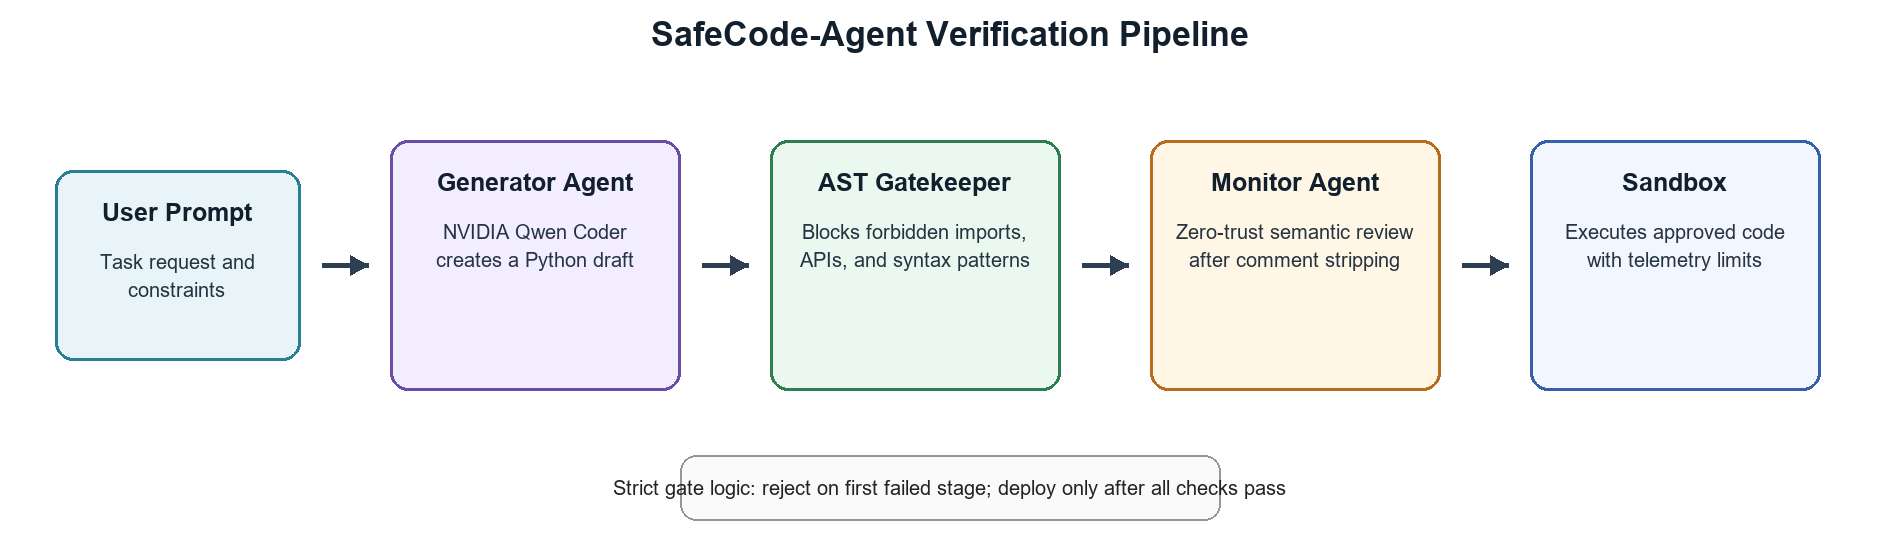 SafeCode-Agent Verification Pipeline
User Prompt
Task request and
constraints
Generator Agent
NVIDIA Qwen Coder
creates a Python draft
AST Gatekeeper
Blocks forbidden imports,
APIs, and syntax patterns
Monitor Agent
Zero-trust semantic review
after comment stripping
Sandbox
Executes approved code
with telemetry limits
Strict gate logic: reject on first failed stage; deploy only after all checks pass